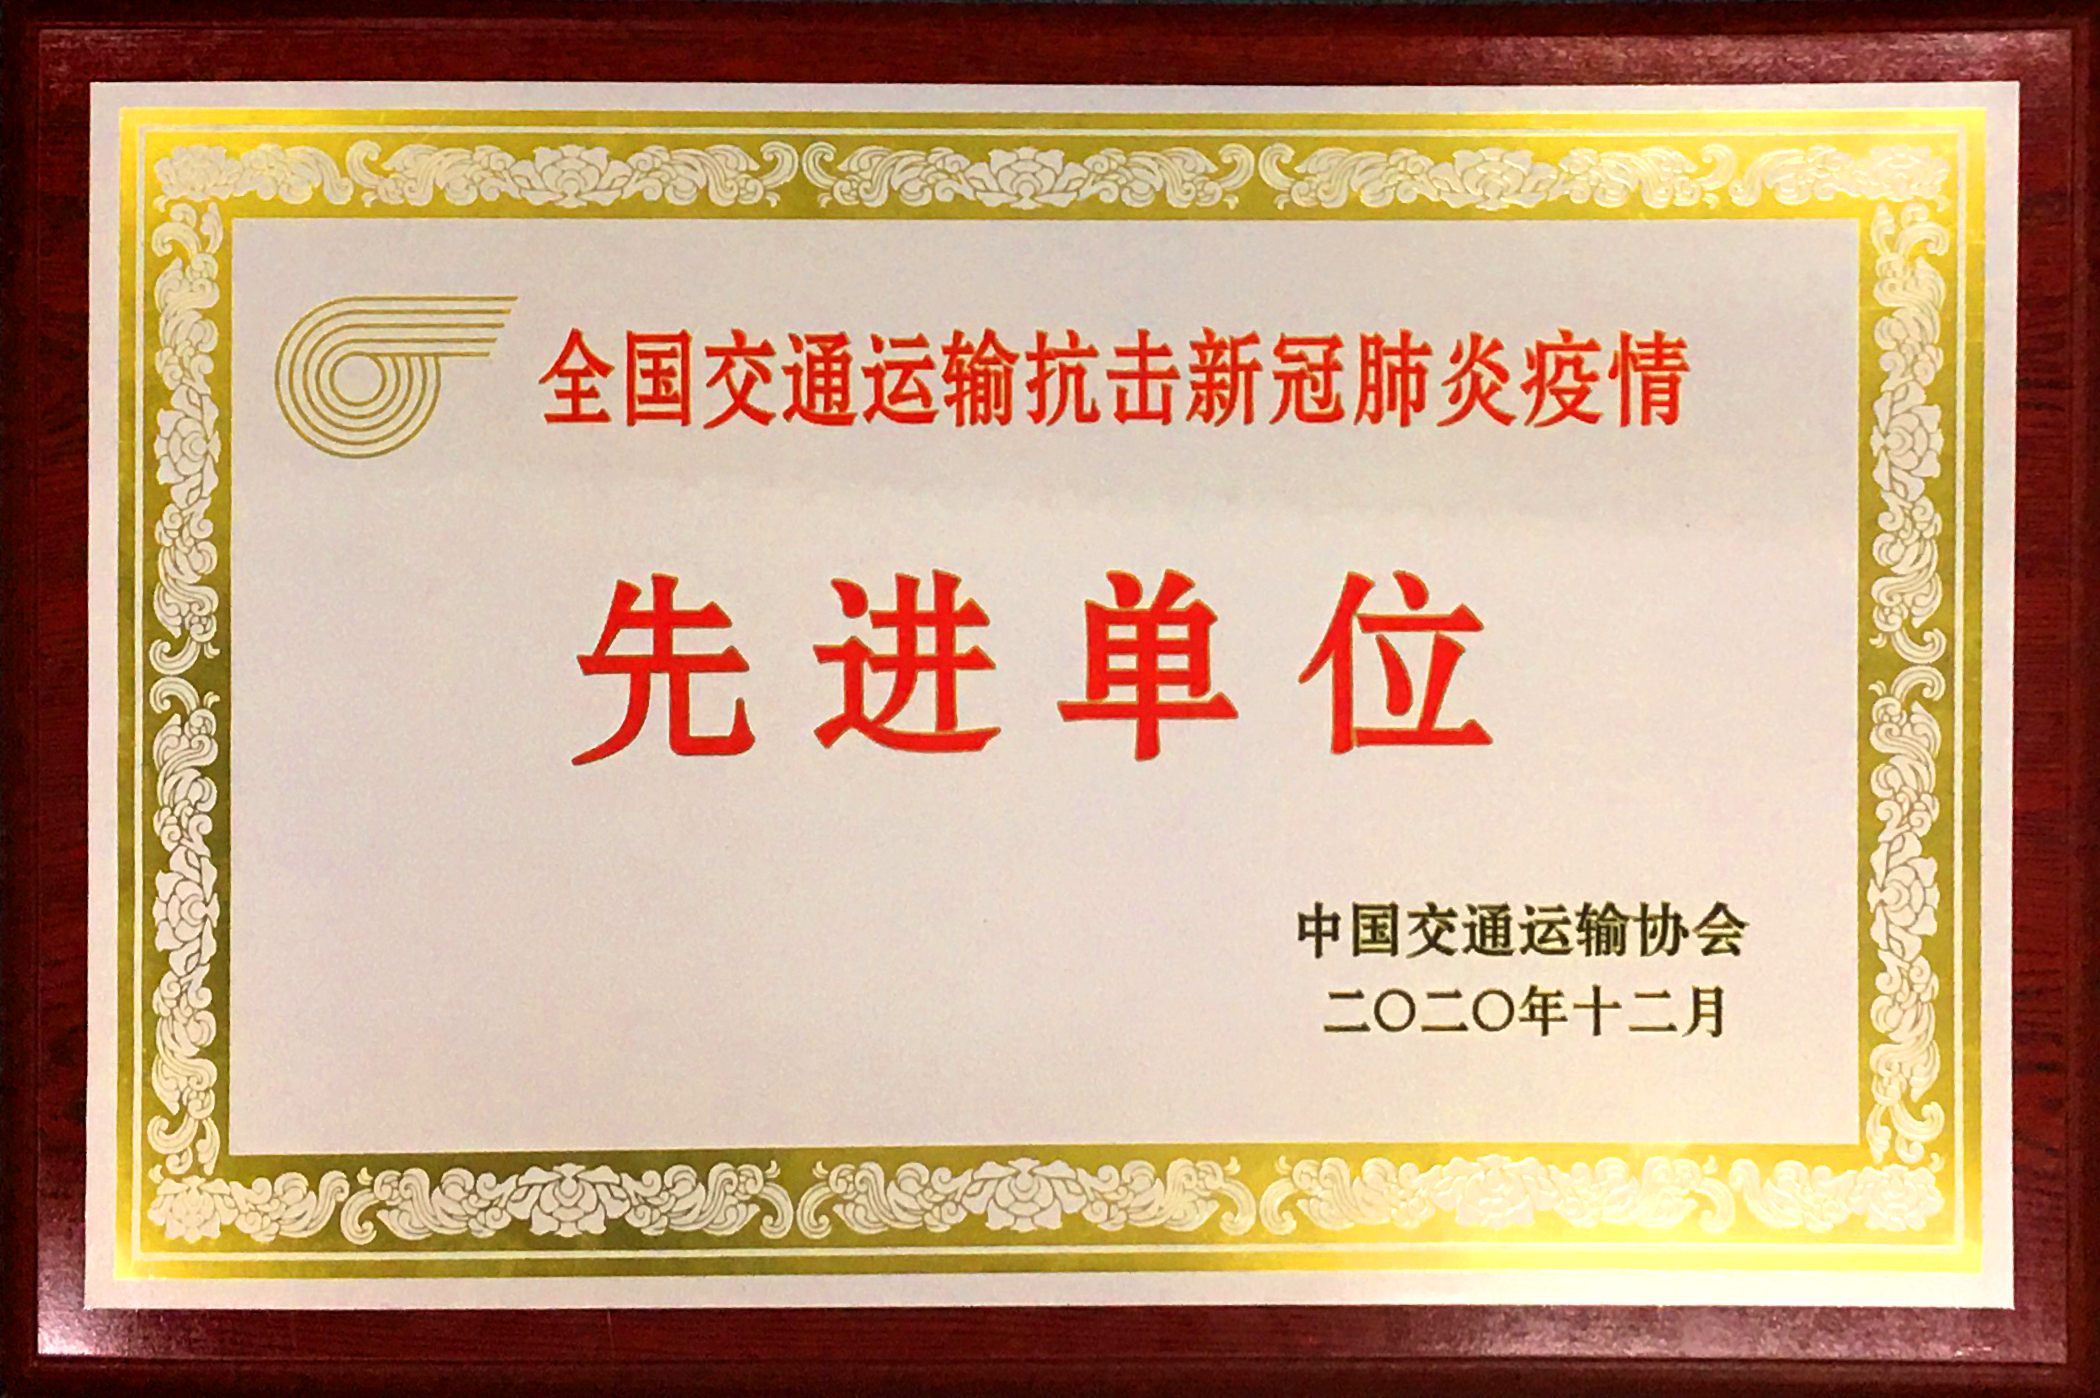 全国交通运输抗击新冠肺炎疫情
先进单位
中国交通运输协会
二〇二〇年十二月